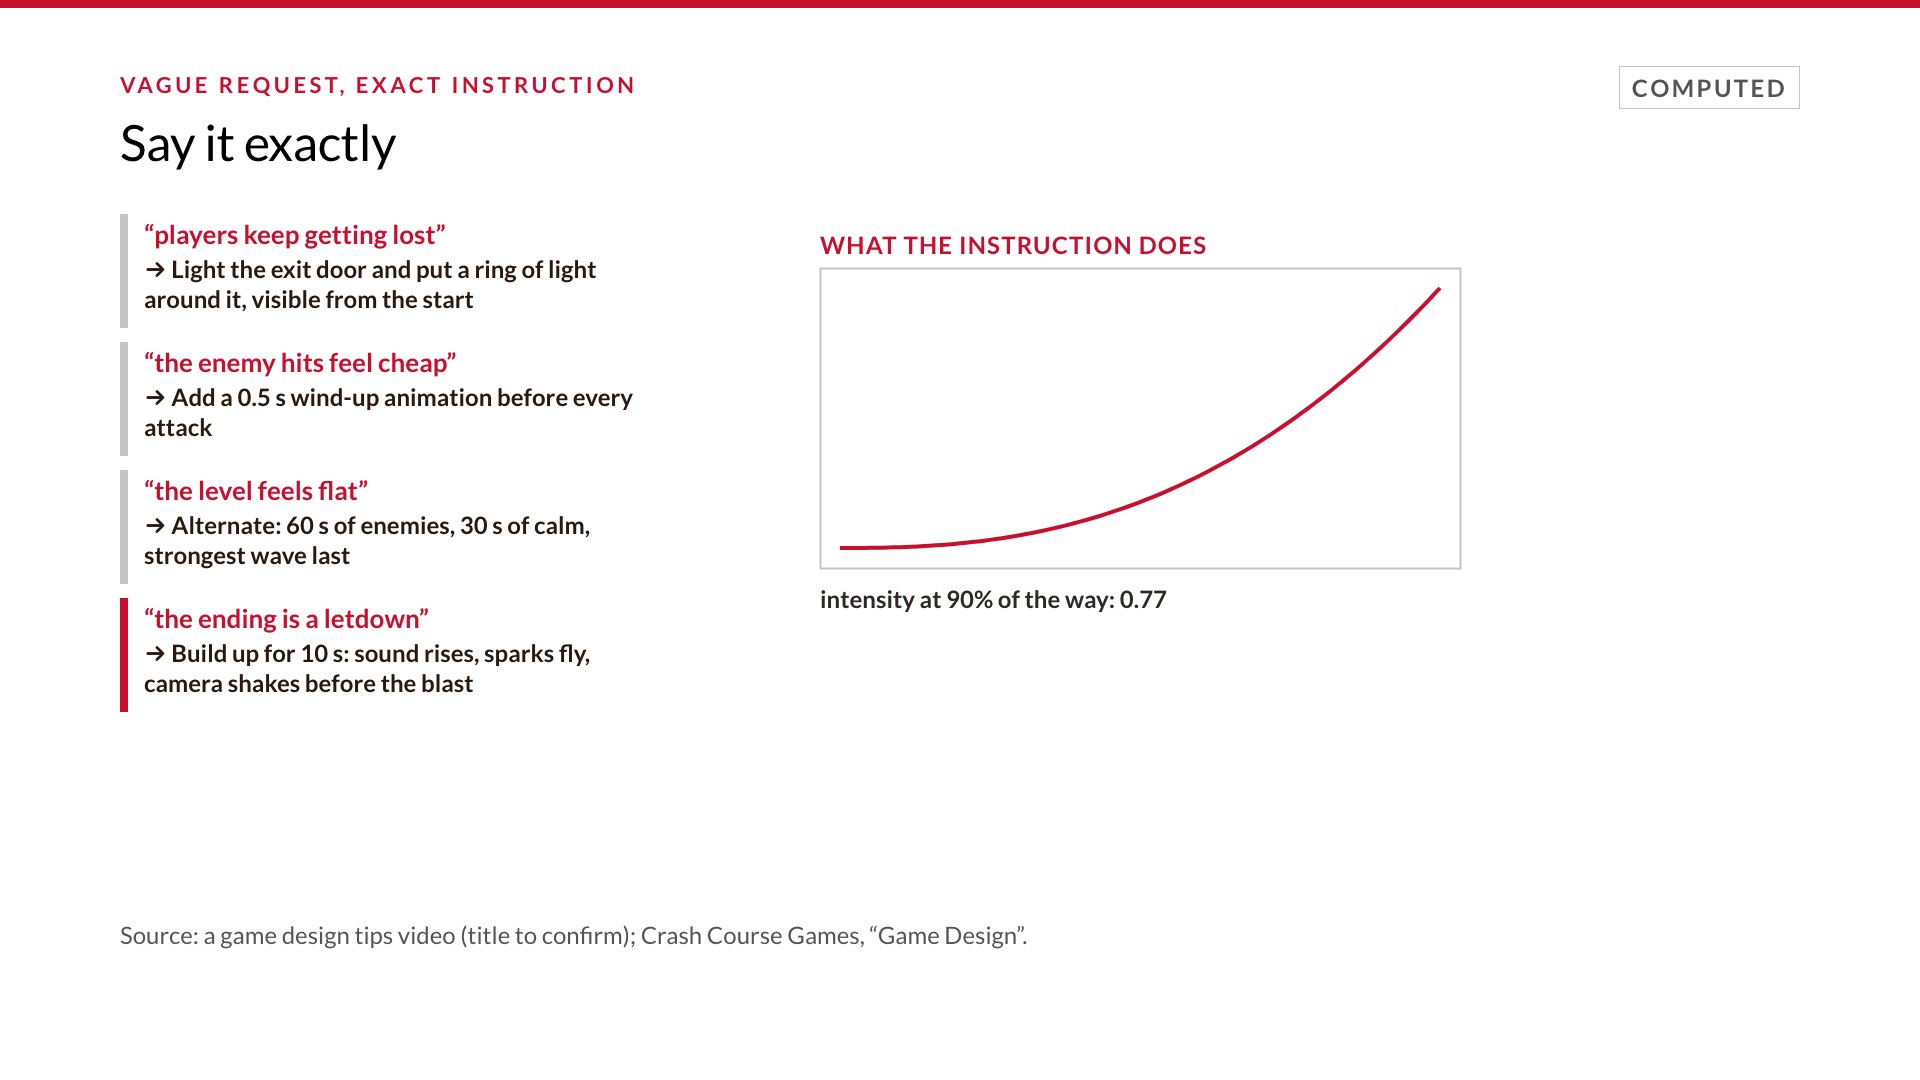 VAGUE REQUEST, EXACT INSTRUCTION
COMPUTED
Say it exactly
“players keep getting lost”
→ Light the exit door and put a ring of light
around it, visible from the start
“the enemy hits feel cheap”
→ Add a 0.5 s wind-up animation before every
attack
“the level feels flat”
→ Alternate: 60 s of enemies, 30 s of calm,
strongest wave last
“the ending is a letdown”
→ Build up for 10 s: sound rises, sparks fly,
camera shakes before the blast
WHAT THE INSTRUCTION DOES
intensity at 90% of the way: 0.77
Source: a game design tips video (title to confirm); Crash Course Games, “Game Design”.